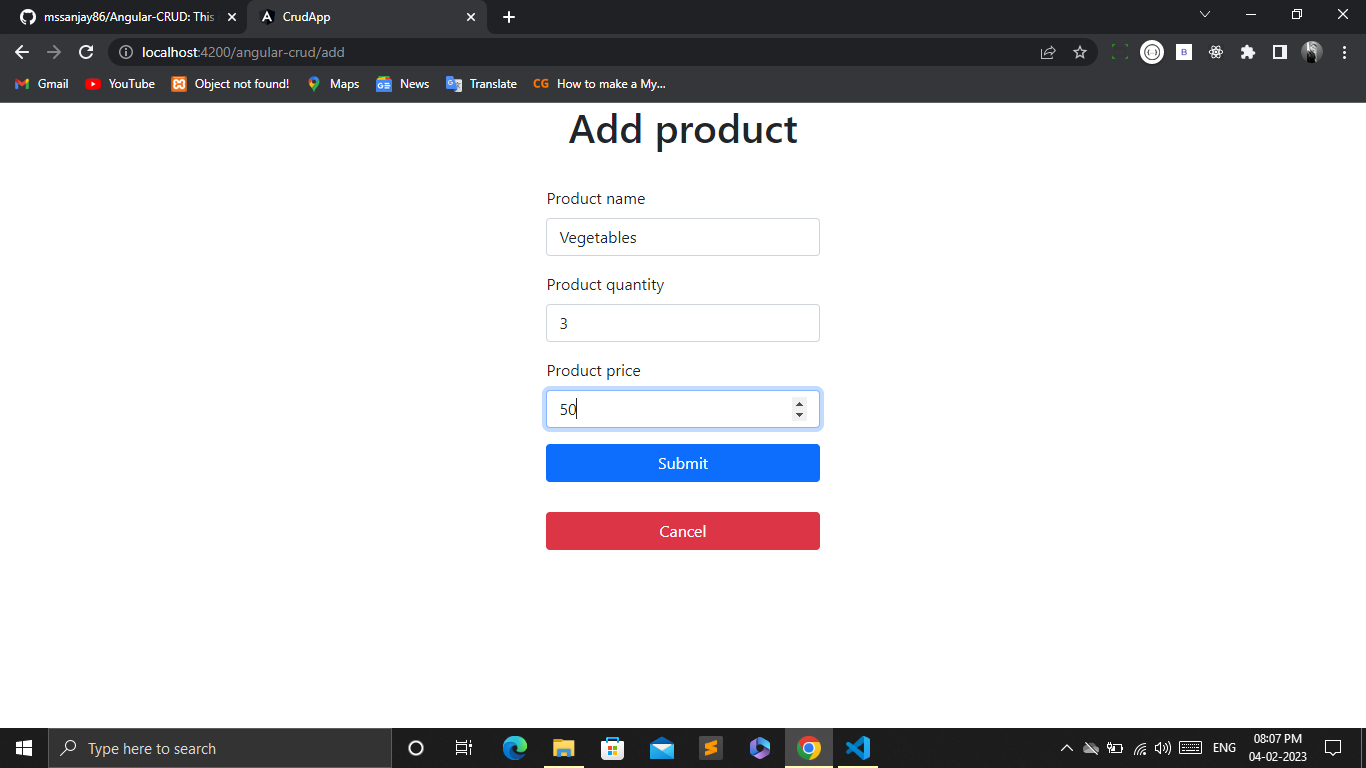 mssanjay86/Angular-CRUD: This
CrudApp
localhost:4200/angular-crud/add
B
Gmail
YouTube
Object not found!
Maps
News
Translate
CG How to make a My...
Add product
Product name
Vegetables
Product quantity
3
Product price
50
Submit
Cancel
Type here to search
ENG
08:07 PM
04-02-2023